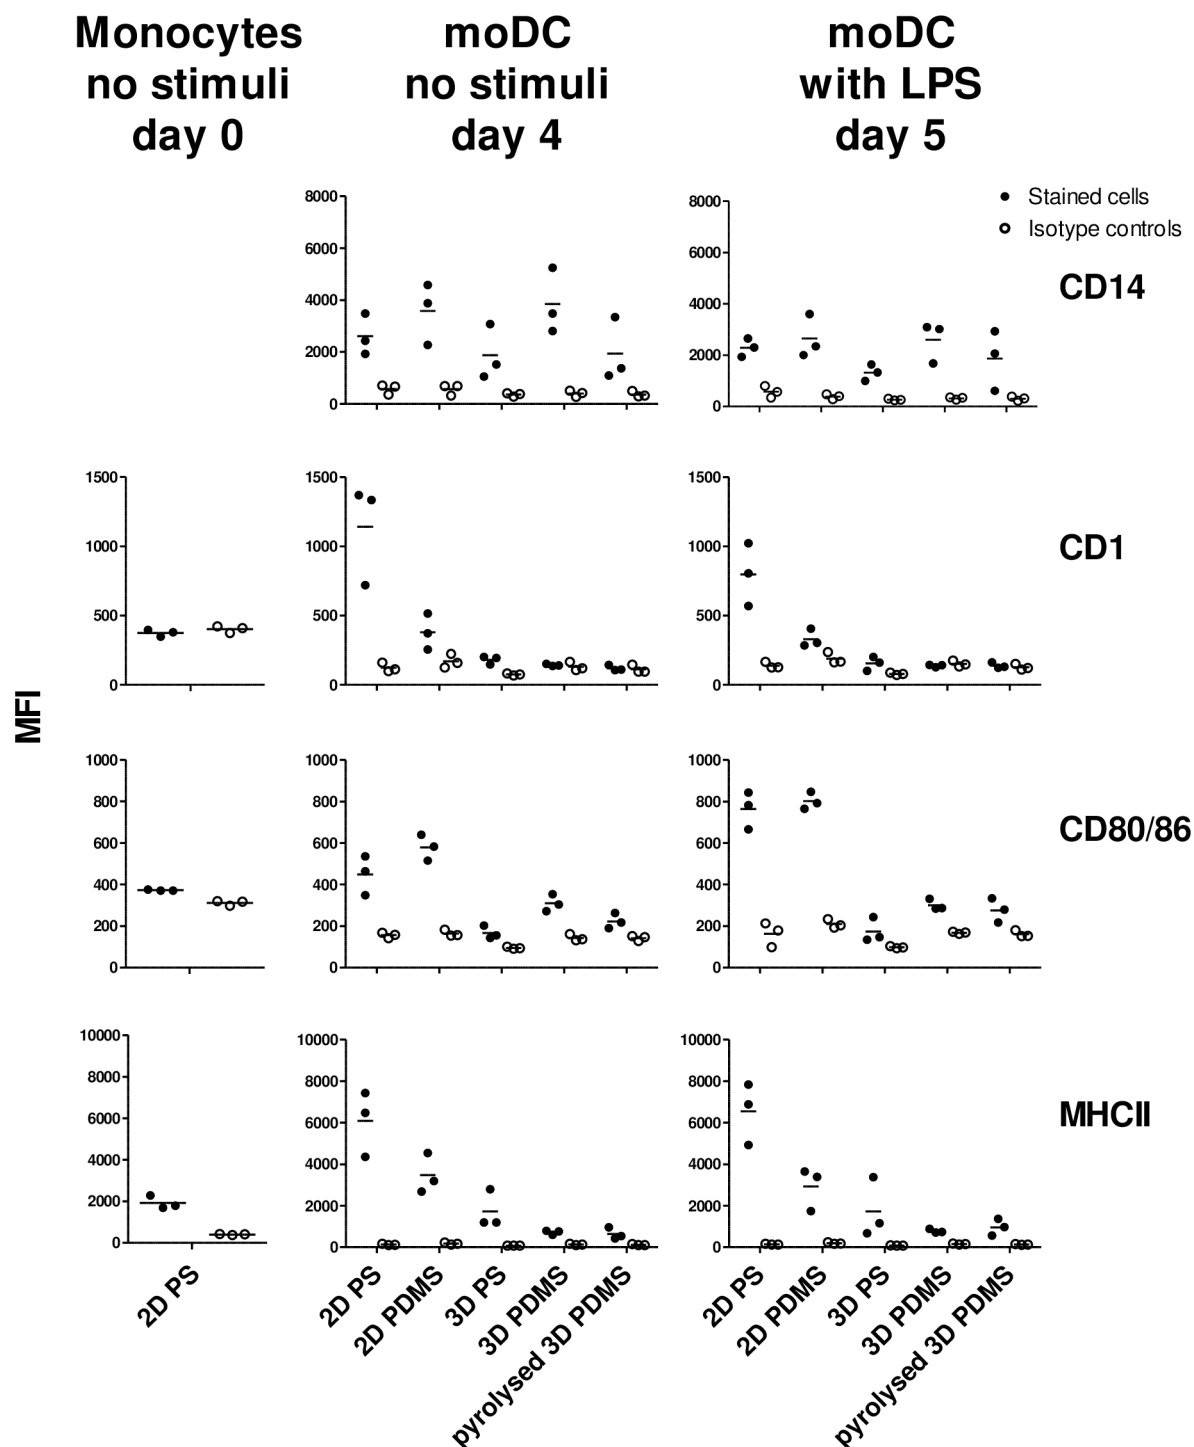 Monocytes
no stimuli
day 0
moDC
no stimuli
day 4
moDC
with LPS
day 5
Stained cells
Isotype controls
MFI
8000
6000
4000
2000
0
8000
6000
4000
2000
0
CD14
1500
1000
500
0
1500
1000
500
0
1500
1000
500
0
CD1
1000
800
600
400
200
0
1000
800
600
400
200
0
1000
800
600
400
200
0
CD80/86
10000
8000
6000
4000
2000
0
10000
8000
6000
4000
2000
0
10000
8000
6000
4000
2000
0
MHCII
2D PS
2D PS
2D PDMS
3D PS
3D PDMS
pyrolysed 3D PDMS
2D PS
2D PDMS
3D PS
3D PDMS
pyrolysed 3D PDMS